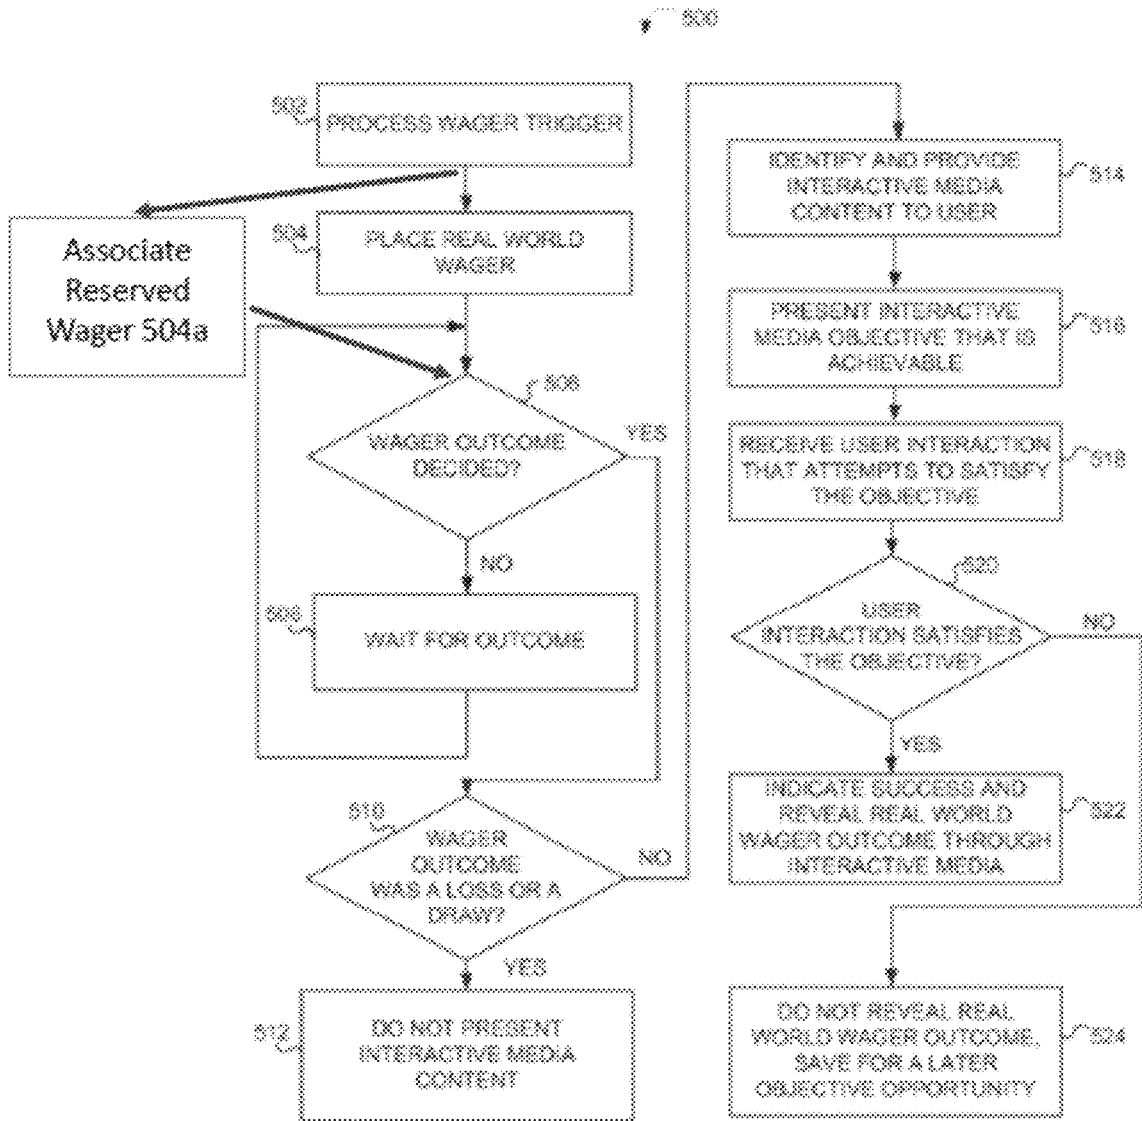 500
502
PROCESS WAGER TRIGGER
Associate
Reserved
Wager 504a
504
PLACE REAL WORLD
WAGER
506
WAGER OUTCOME
DECIDED?
YES
NO
508
WAIT FOR OUTCOME
510
WAGER
OUTCOME
WAS A LOSS OR A
DRAW?
NO
YES
512
DO NOT PRESENT
INTERACTIVE MEDIA
CONTENT
IDENTIFY AND PROVIDE
INTERACTIVE MEDIA
CONTENT TO USER
514
PRESENT INTERACTIVE
MEDIA OBJECTIVE THAT IS
ACHIEVABLE
516
RECEIVE USER INTERACTION
THAT ATTEMPTS TO SATISFY
THE OBJECTIVE
518
520
USER
INTERACTION SATISFIES
THE OBJECTIVE?
NO
YES
INDICATE SUCCESS AND
REVEAL REAL WORLD
WAGER OUTCOME THROUGH
INTERACTIVE MEDIA
522
DO NOT REVEAL REAL
WORLD WAGER OUTCOME,
SAVE FOR A LATER
OBJECTIVE OPPORTUNITY
524